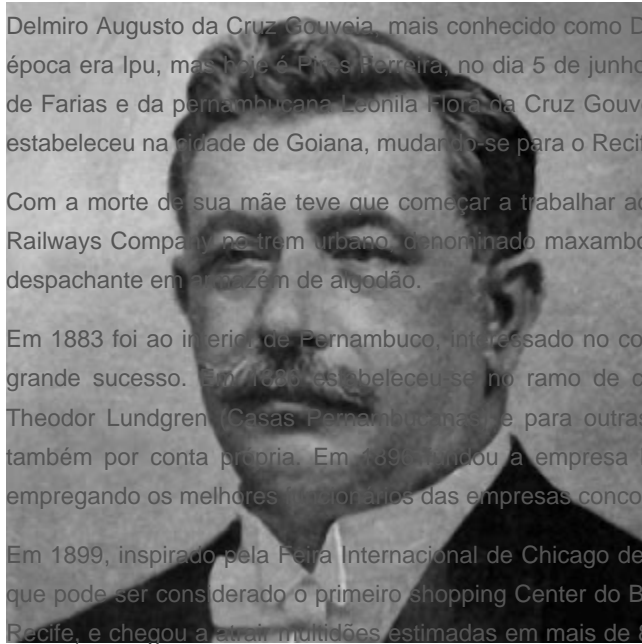 Delmiro Augusto da Cruz Gouveia, mais conhecido como D
época era Ipu, mas hoje é Pires Ferreira, no dia 5 de junho
de Farias e da pernambucana Leonila Flora da Cruz Gouv
estabeleceu na cidade de Goiana, mudando-se para o Recif
Com a morte de sua mãe teve que começar a trabalhar ao
Railways Company no trem urbano, denominado maxambo
despachante em armazém de algodão.
Em 1883 foi ao interior de Pernambuco, interessado no co
grande sucesso. Em estabeleceu-se no ramo de c
Theodor Lundgren (Casas Pernambucanas) e para outras
também por conta própria. Em fundou a empresa
empregando os melhores funcionários das empresas conco
Em 1899, inspirado pela Feira Internacional de Chicago de
que pode ser considerado o primeiro shopping Center do B
Recife, e chegou a atrair multidões estimadas em mais de